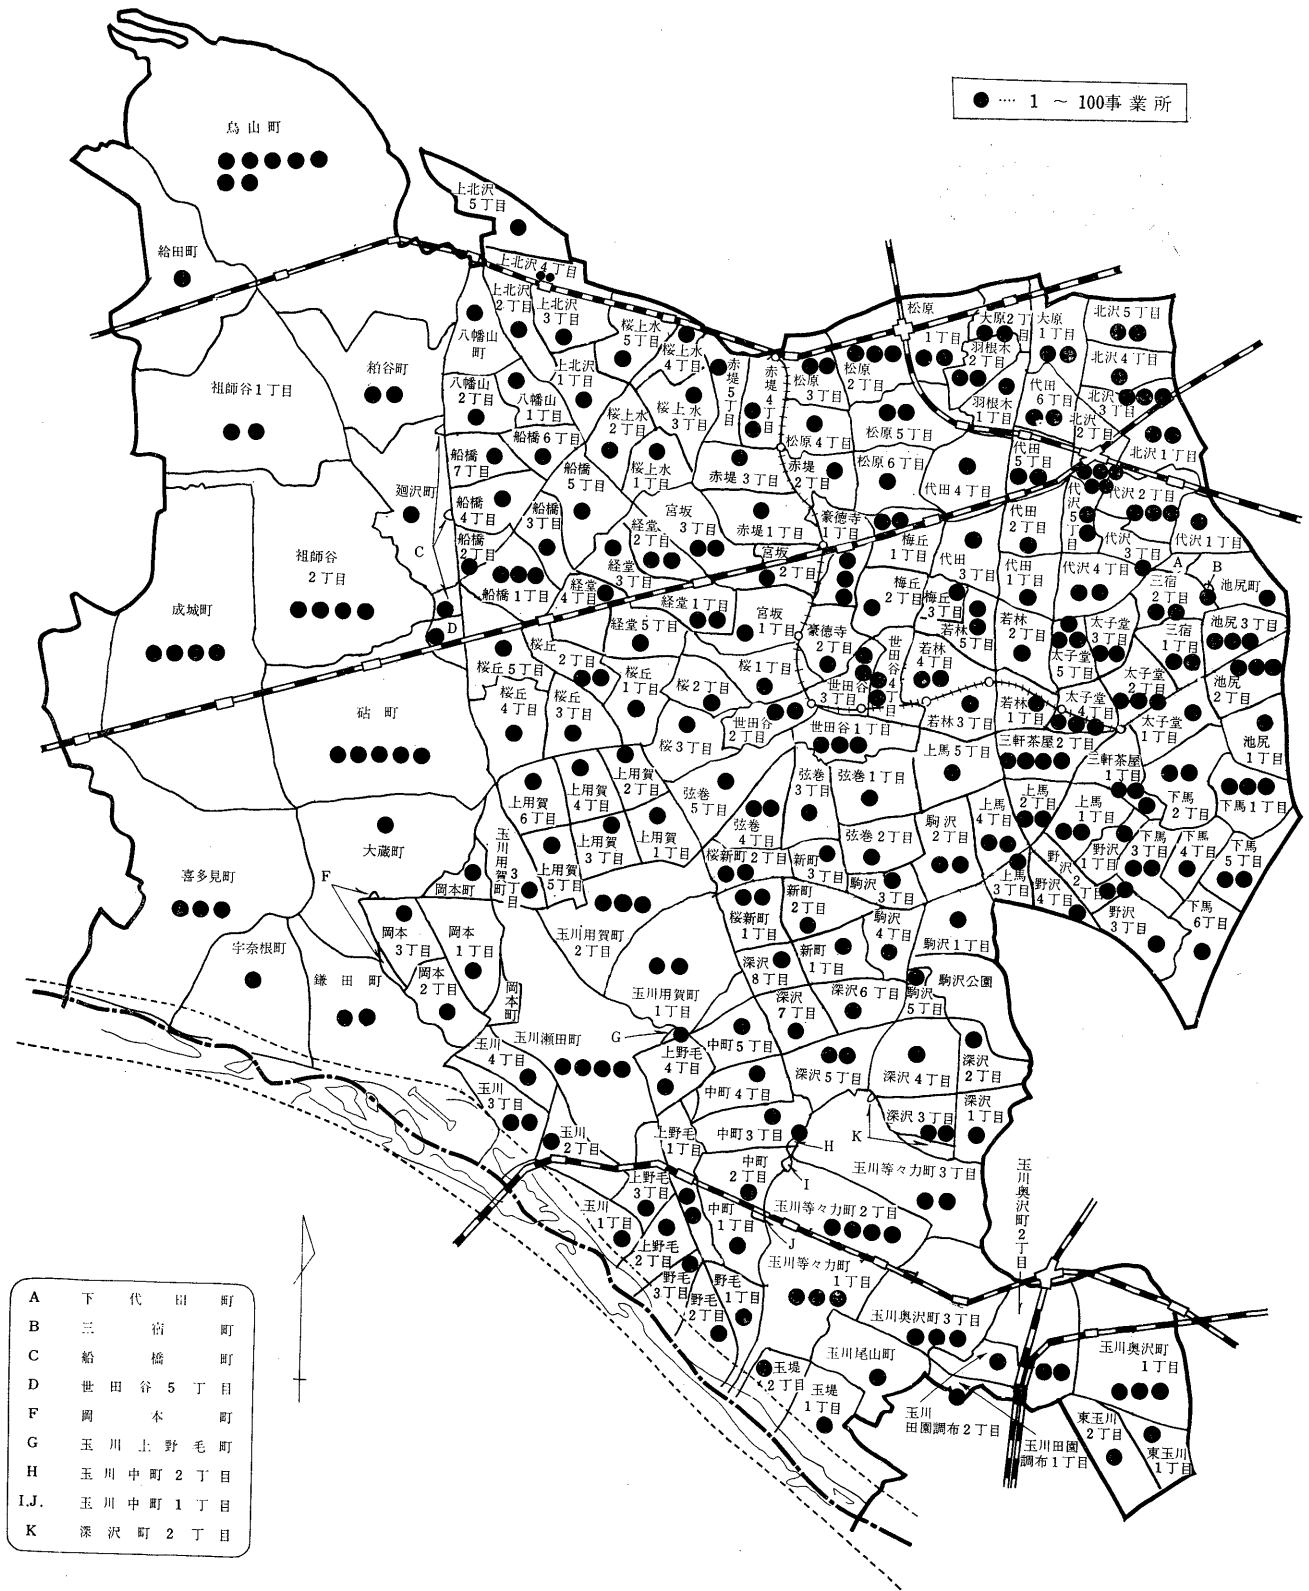 ●‥‥ 1 ～ 100事業所
烏山町
上北沢
5丁目
給田町
上北沢4丁目
上北沢
2丁目
上北沢
3丁目
松原
1丁目
大原2丁目
大原
1丁目
北沢5丁目
八幡山
町
桜上水
5丁目
桜上水
4丁目
赤堤5丁目
赤堤4丁目
松原
3丁目
松原
2丁目
羽根木
2丁目
北沢4丁目
粕谷町
祖師谷1丁目
八幡山
2丁目
八幡山
1丁目
上北沢
1丁目
桜上水
2丁目
桜上水
3丁目
羽根木
1丁目
代田
6丁目
北沢
3丁目
北沢
2丁目
北沢1丁目
船橋6丁目
松原4丁目
松原5丁目
船橋
7丁目
船橋
5丁目
桜上水
1丁目
赤堤3丁目
赤堤
2丁目
松原6丁目
代田4丁目
代田
5丁目
廻沢町
船橋
4丁目
船橋
3丁目
経堂
2丁目
宮坂
3丁目
赤堤1丁目
豪徳寺
1丁目
梅丘
1丁目
代田
2丁目
代沢5丁目
代沢2丁目
代沢
3丁目
代沢1丁目
C
船橋
2丁目
船橋1丁目
祖師谷
2丁目
経堂
3丁目
経堂
4丁目
宮坂
2丁目
代田
3丁目
代田
1丁目
代沢4丁目
A
B
三宿
2丁目
池尻町
成城町
D
経堂1丁目
経堂5丁目
宮坂
1丁目
梅丘
2丁目
梅丘
3丁目
豪徳寺
2丁目
世田谷4丁目
若林
5丁目
若林
4丁目
若林
2丁目
太子堂
3丁目
三宿
1丁目
池尻3丁目
桜丘
2丁目
桜丘5丁目
桜丘
4丁目
桜丘
3丁目
桜丘
1丁目
桜1丁目
桜2丁目
世田谷
3丁目
太子堂
5丁目
太子堂
2丁目
池尻
2丁目
砧町
桜3丁目
世田谷
2丁目
世田谷1丁目
若林3丁目
若林
1丁目
太子堂
4丁目
太子堂
1丁目
池尻
1丁目
上馬5丁目
三軒茶屋2丁目
三軒茶屋
1丁目
上用賀
6丁目
上用賀
4丁目
上用賀
2丁目
弦巻
5丁目
弦巻
3丁目
弦巻1丁目
上馬
4丁目
上馬
2丁目
上馬
1丁目
下馬
2丁目
下馬1丁目
大蔵町
玉川用賀町
3丁目
上用賀
5丁目
上用賀
3丁目
上用賀
1丁目
弦巻
4丁目
弦巻2丁目
駒沢
2丁目
野沢
1丁目
下馬
3丁目
下馬
4丁目
下馬
5丁目
喜多見町
F
岡本町
桜新町2丁目
新町
3丁目
駒沢
3丁目
上馬
3丁目
野沢
2丁目
野沢
4丁目
野沢
3丁目
下馬
6丁目
岡本
3丁目
岡本
1丁目
岡本
2丁目
玉川用賀町
2丁目
桜新町
1丁目
新町
2丁目
新町
1丁目
駒沢
4丁目
駒沢1丁目
宇奈根町
鎌田町
岡本町
玉川用賀町
1丁目
深沢
8丁目
深沢
7丁目
深沢6丁目
駒沢
5丁目
駒沢公園
玉川瀬田町
G
玉川
4丁目
玉川
3丁目
中町5丁目
上野毛
4丁目
中町4丁目
深沢5丁目
深沢4丁目
深沢
2丁目
深沢3丁目
深沢
1丁目
玉川
2丁目
上野毛
1丁目
中町3丁目
H
K
中町
2丁目
I
玉川等々力町3丁目
玉川奥沢町2丁目
上野毛
3丁目
玉川
1丁目
上野毛
2丁目
中町
1丁目
玉川等々力町2丁目
J
玉川等々力町
1丁目
野毛
3丁目
野毛
2丁目
野毛
1丁目
玉川奥沢町3丁目
玉川奥沢町
1丁目
玉川尾山町
玉堤
2丁目
玉堤
1丁目
玉川
田園調布2丁目
玉川田園
調布1丁目
東玉川
2丁目
東玉川
1丁目
A 下代田町
B 三宿町
C 船橋町
D 世田谷5丁目
F 岡本町
G 玉川上野毛町
H 玉川中町2丁目
I.J. 玉川中町1丁目
K 深沢町2丁目